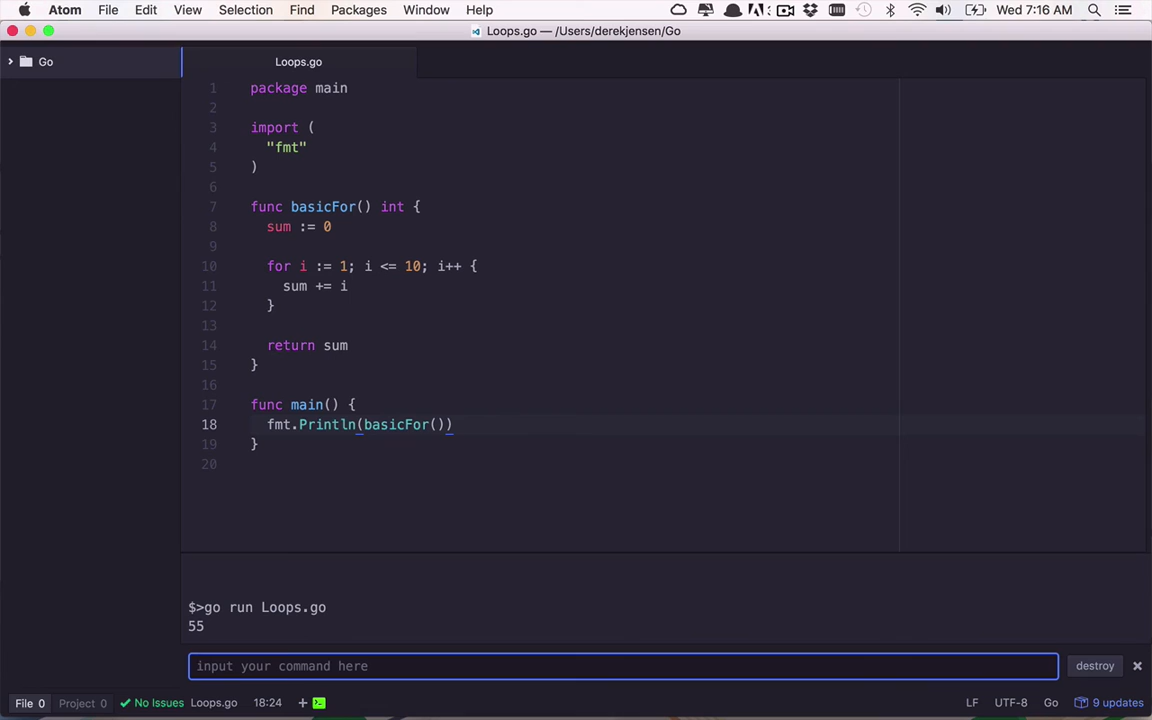 Atom File Edit View Selection Find Packages Window Help Wed 7:16 AM
Loops.go — /Users/derekjensen/Go
Go
Loops.go
1 package main
2
3 import (
4 "fmt"
5 )
6
7 func basicFor() int {
8 sum := 0
9
10 for i := 1; i <= 10; i++ {
11 sum += i
12 }
13
14 return sum
15 }
16
17 func main() {
18 fmt.Println(basicFor())
19 }
20
$>go run Loops.go
55
input your command here destroy
File 0 Project 0 No Issues Loops.go 18:24 LF UTF-8 Go 9 updates